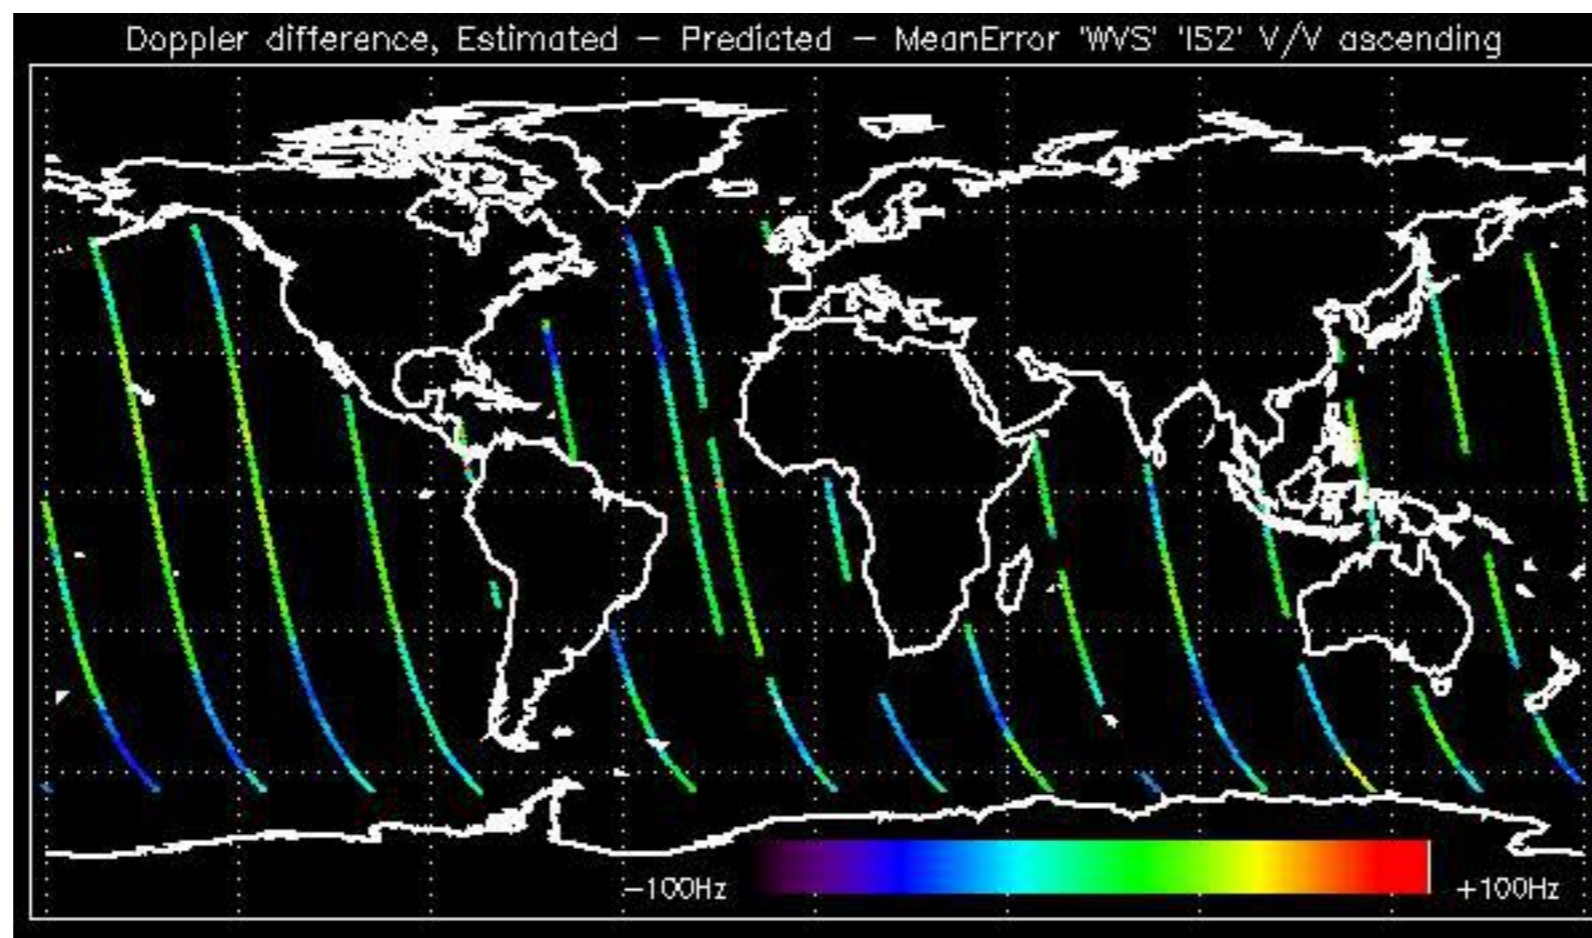 Doppler difference, Estimated – Predicted – MeanError 'WVS' 'IS2' V/V ascending
-100Hz
+100Hz